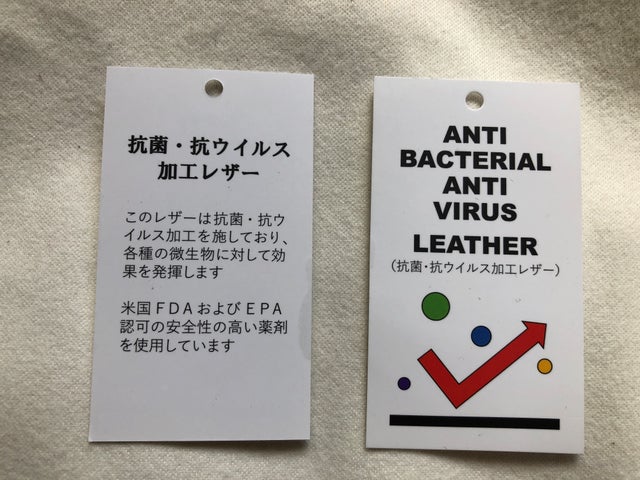 抗菌・抗ウイルス
加工レザー
このレザーは抗菌・抗ウ
イルス加工を施しており、
各種の微生物に対して効
果を発揮します
米国ＦＤＡおよびＥＰＡ
認可の安全性の高い薬剤
を使用しています
ANTI
BACTERIAL
ANTI
VIRUS
LEATHER
（抗菌・抗ウイルス加工レザー）